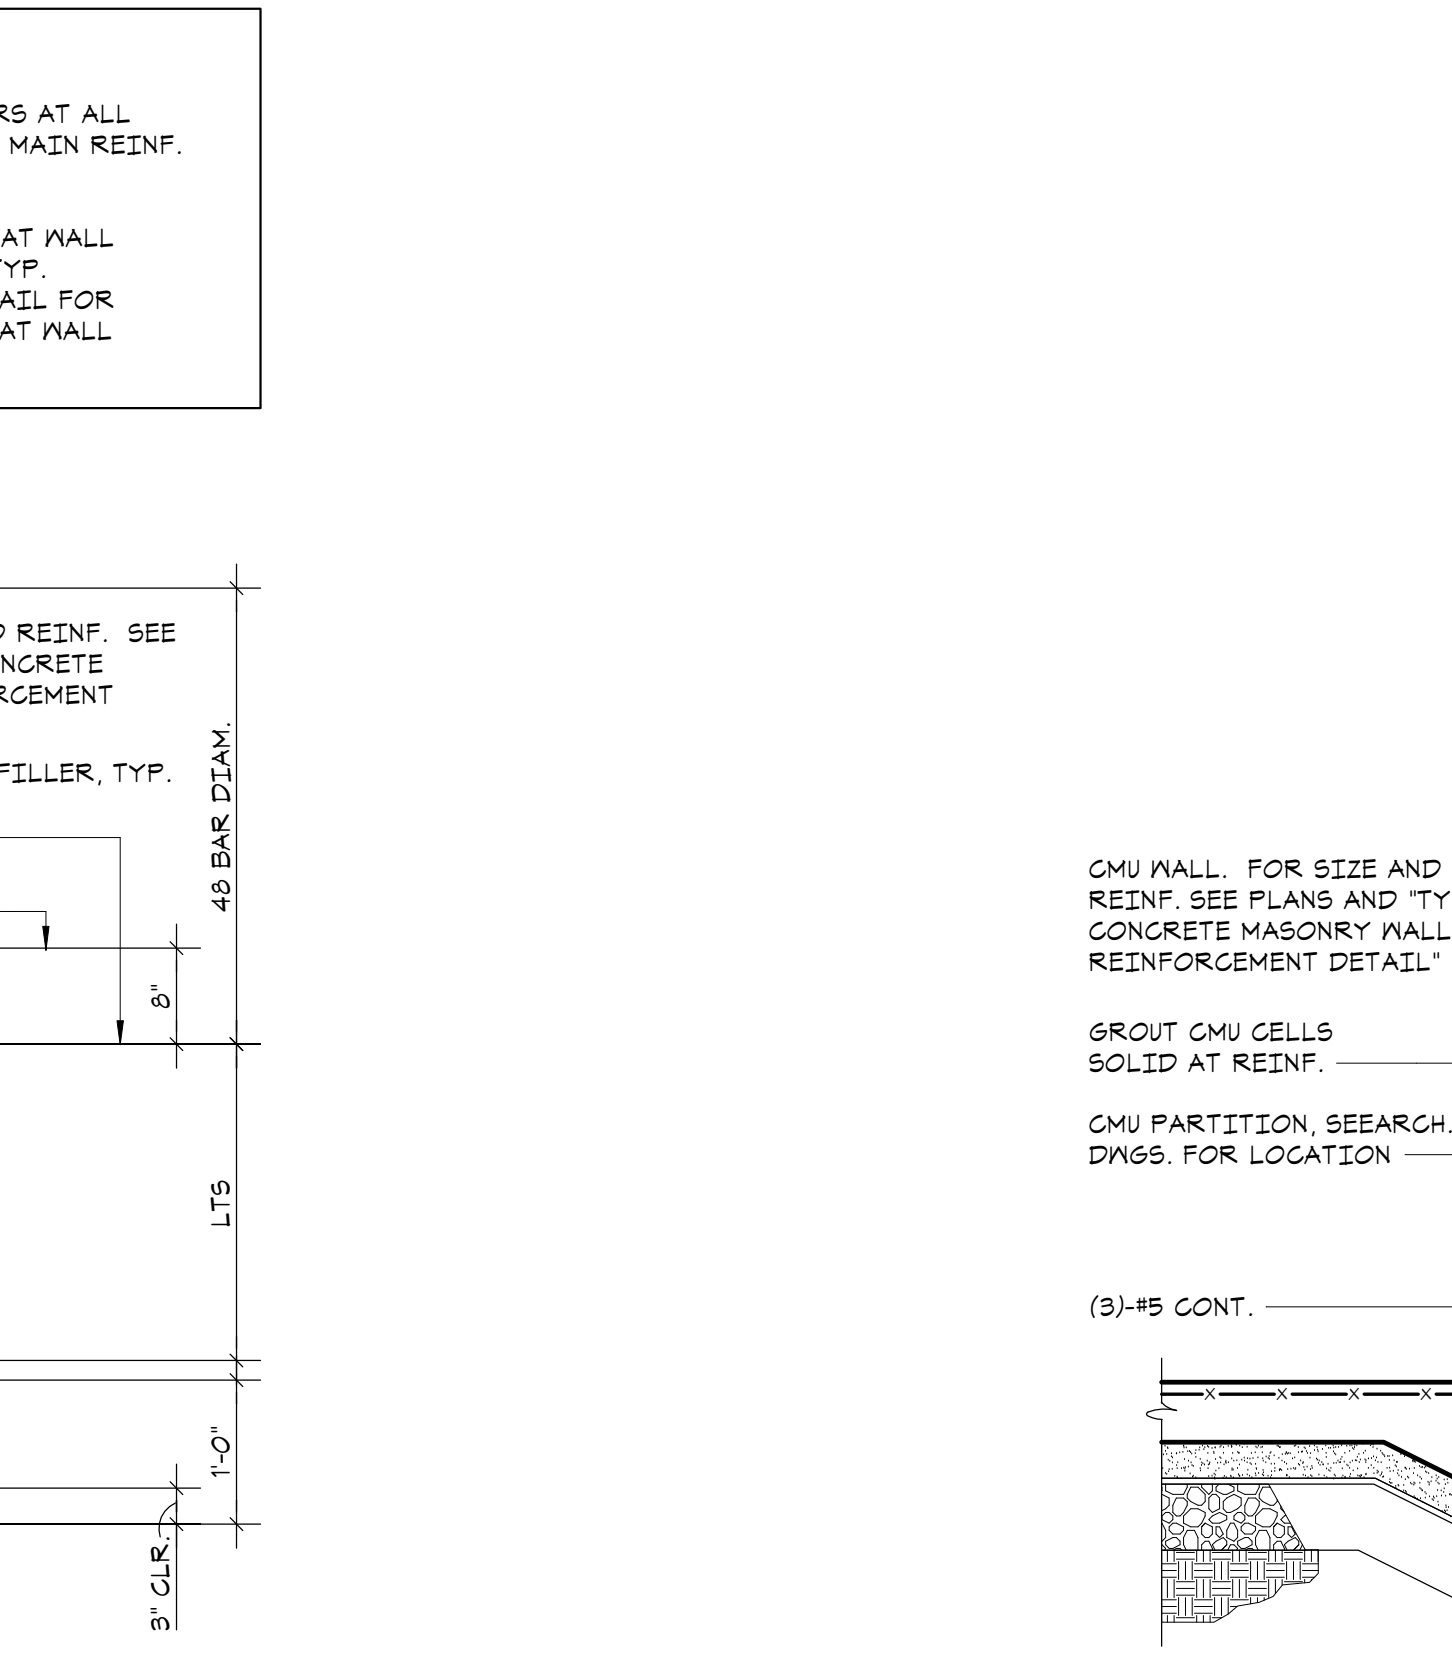 RS AT ALL
MAIN REINF.
AT WALL
TYP.
AIL FOR
AT WALL
D REINF. SEE
NCRETE
RCEMENT
FILLER, TYP.
48 BAR DIAM.
8"
LTS
1'-0"
3" CLR.
CMU WALL. FOR SIZE AND
REINF. SEE PLANS AND "TY
CONCRETE MASONRY WALL
REINFORCEMENT DETAIL"
GROUT CMU CELLS
SOLID AT REINF.
CMU PARTITION, SEEARCH.
DWGS. FOR LOCATION
(3)-#5 CONT.
X X X X